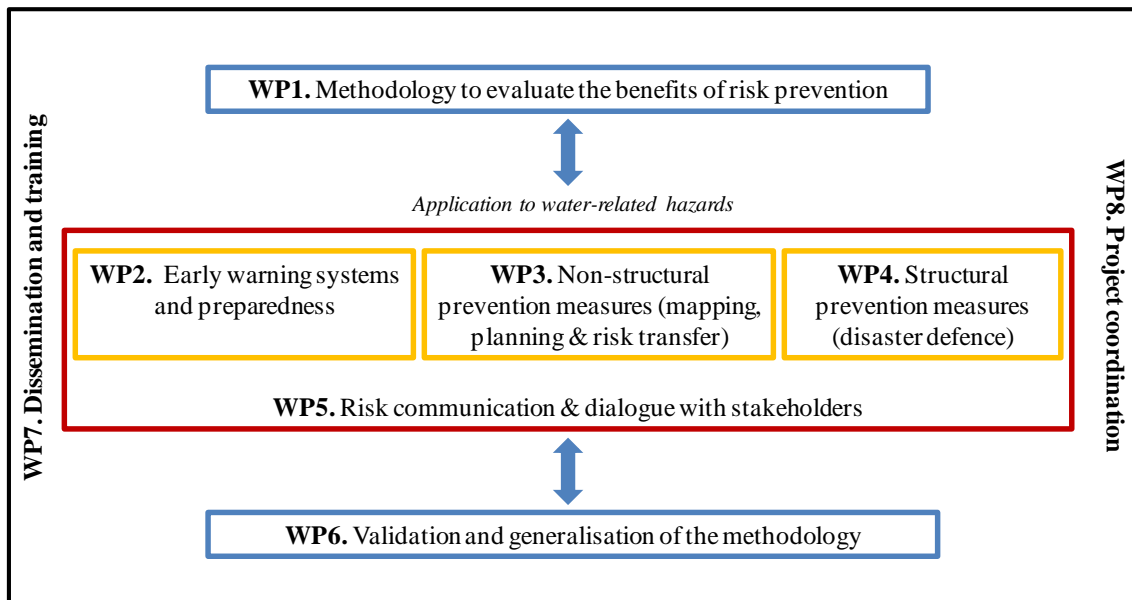 WP1. Methodology to evaluate the benefits of risk prevention
WP7. Dissemination and training
WP8. Project coordination
Application to water-related hazards
WP2. Early warning systems
and preparedness
WP3. Non-structural
prevention measures (mapping,
planning & risk transfer)
WP4. Structural
prevention measures
(disaster defence)
WP5. Risk communication & dialogue with stakeholders
WP6. Validation and generalisation of the methodology